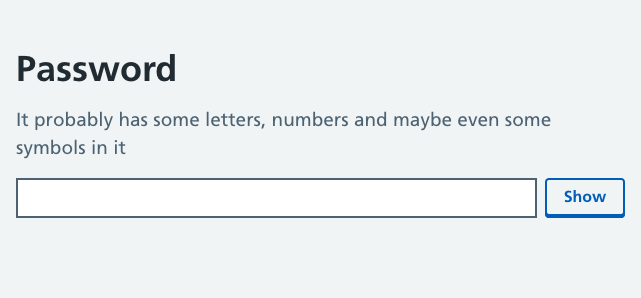 Password
It probably has some letters, numbers and maybe even some
symbols in it
Show